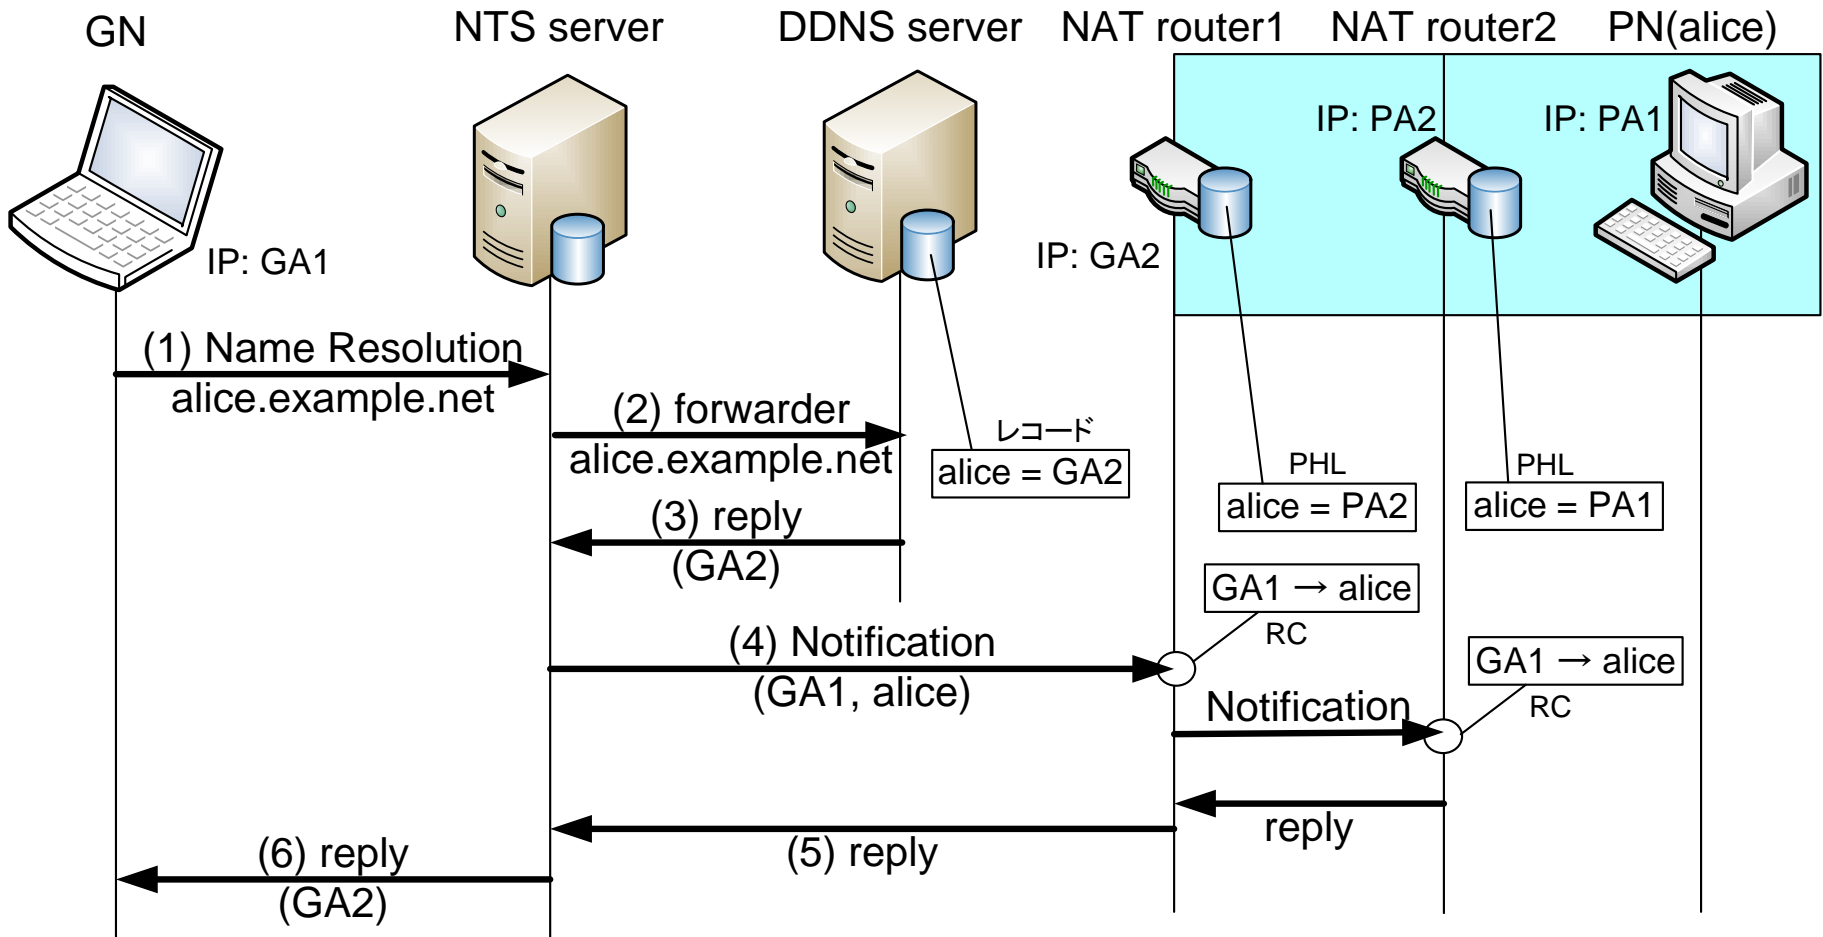 GN
NTS server
DDNS server
NAT router1
NAT router2
PN(alice)
IP: PA2
IP: PA1
IP: GA1
IP: GA2
(1) Name Resolution
alice.example.net
(2) forwarder
alice.example.net
レコード
alice = GA2
PHL
alice = PA2
PHL
alice = PA1
(3) reply
(GA2)
GA1 → alice
RC
(4) Notification
(GA1, alice)
GA1 → alice
RC
Notification
reply
(5) reply
(6) reply
(GA2)